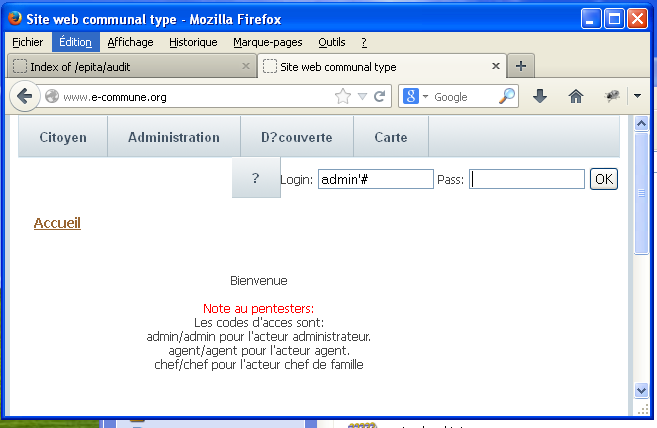 Site web communal type - Mozilla Firefox
Fichier Édition Affichage Historique Marque-pages Outils ?
Index of /epita/audit × Site web communal type × +
www.e-commune.org Google
Citoyen Administration D?couverte Carte
? Login: admin'# Pass: OK
Accueil
Bienvenue
Note au pentesters:
Les codes d'acces sont:
admin/admin pour l'acteur administrateur.
agent/agent pour l'acteur agent.
chef/chef pour l'acteur chef de famille